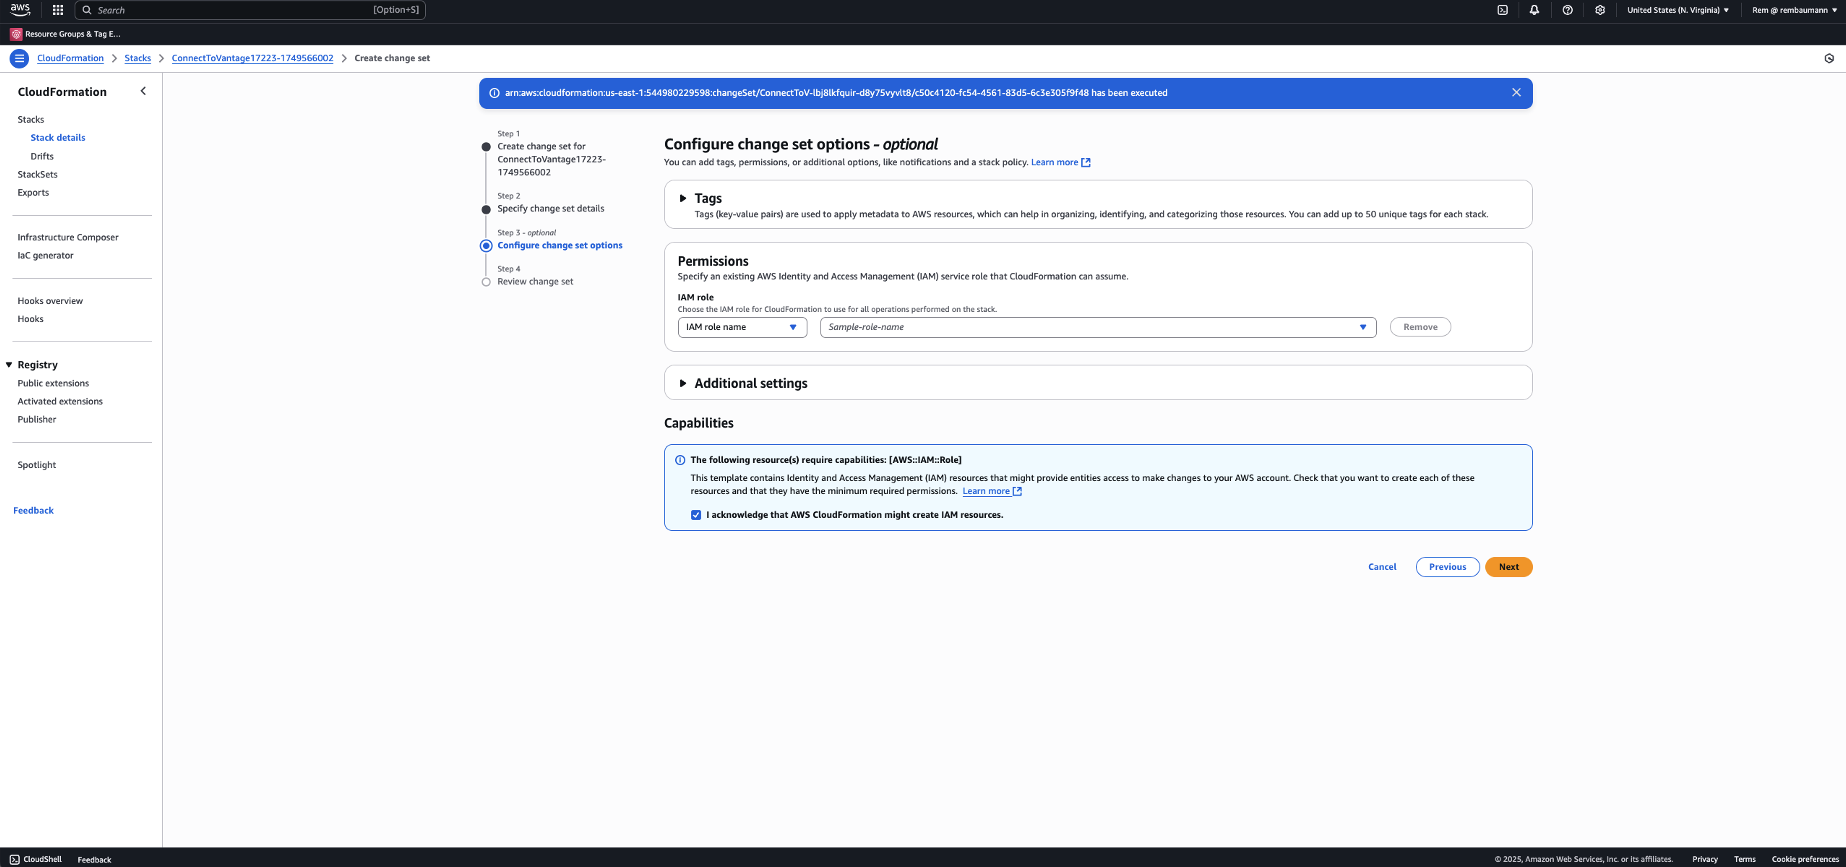 aws
Search
[Option+S]
United States (N. Virginia)
Rem @ rembaumann
Resource Groups & Tag E...
CloudFormation
Stacks
ConnectToVantage17223-1749566002
Create change set
CloudFormation
Stacks
Stack details
Drifts
StackSets
Exports
Infrastructure Composer
IaC generator
Hooks overview
Hooks
Registry
Public extensions
Activated extensions
Publisher
Spotlight
Feedback
arn:aws:cloudformation:us-east-1:544980229598:changeSet/ConnectToV-lbj8lkfquir-d8y75vyvlt8/c50c4120-fc54-4561-83d5-6c3e305f9f48 has been executed
Step 1
Create change set for
ConnectToVantage17223-
1749566002
Step 2
Specify change set details
Step 3 - optional
Configure change set options
Step 4
Review change set
Configure change set options - optional
You can add tags, permissions, or additional options, like notifications and a stack policy. Learn more
Tags
Tags (key-value pairs) are used to apply metadata to AWS resources, which can help in organizing, identifying, and categorizing those resources. You can add up to 50 unique tags for each stack.
Permissions
Specify an existing AWS Identity and Access Management (IAM) service role that CloudFormation can assume.
IAM role
Choose the IAM role for CloudFormation to use for all operations performed on the stack.
IAM role name
Sample-role-name
Remove
Additional settings
Capabilities
The following resource(s) require capabilities: [AWS::IAM::Role]
This template contains Identity and Access Management (IAM) resources that might provide entities access to make changes to your AWS account. Check that you want to create each of these
resources and that they have the minimum required permissions. Learn more
I acknowledge that AWS CloudFormation might create IAM resources.
Cancel
Previous
Next
CloudShell
Feedback
© 2025, Amazon Web Services, Inc. or its affiliates.
Privacy
Terms
Cookie preferences